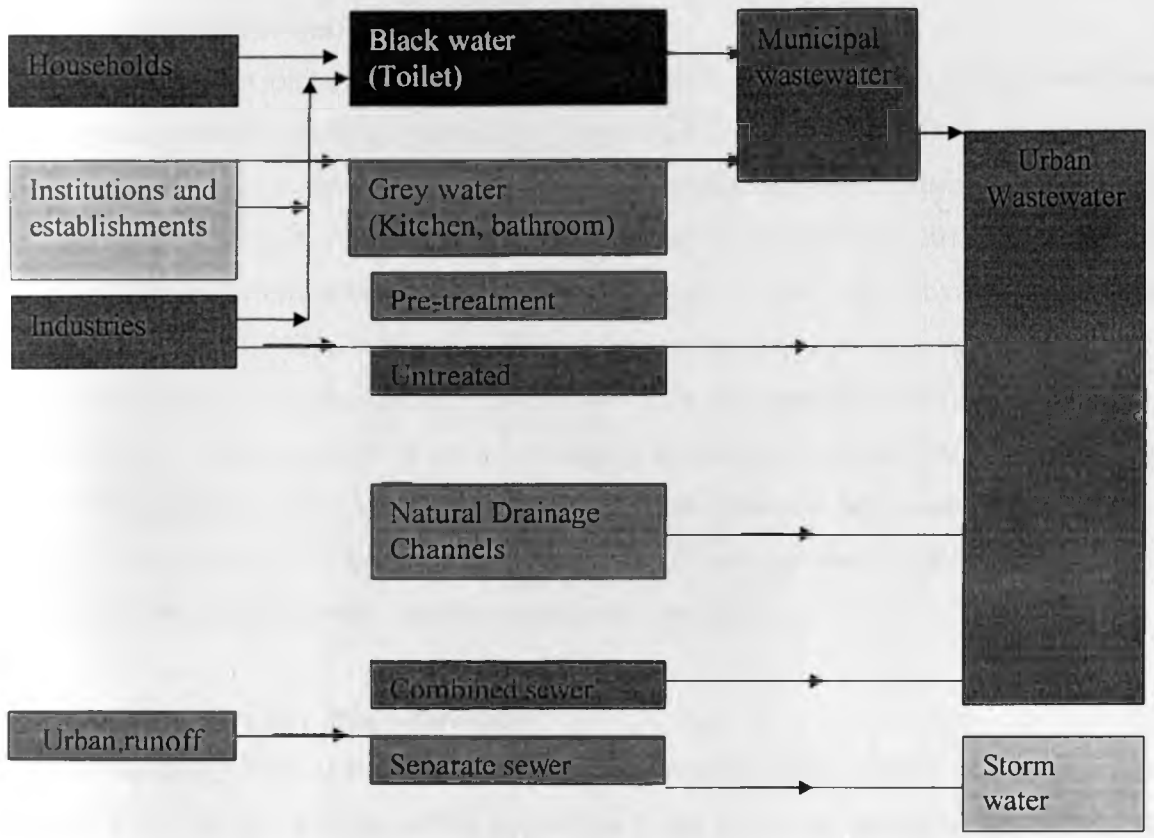 Households
Black water
(Toilet)
Municipal
wastewater
Institutions and
establishments
Grey water
(Kitchen, bathroom)
Urban
Wastewater
Industries
Pre-treatment
Untreated
Natural Drainage
Channels
Combined sewer
Urban runoff
Separate sewer
Storm
water